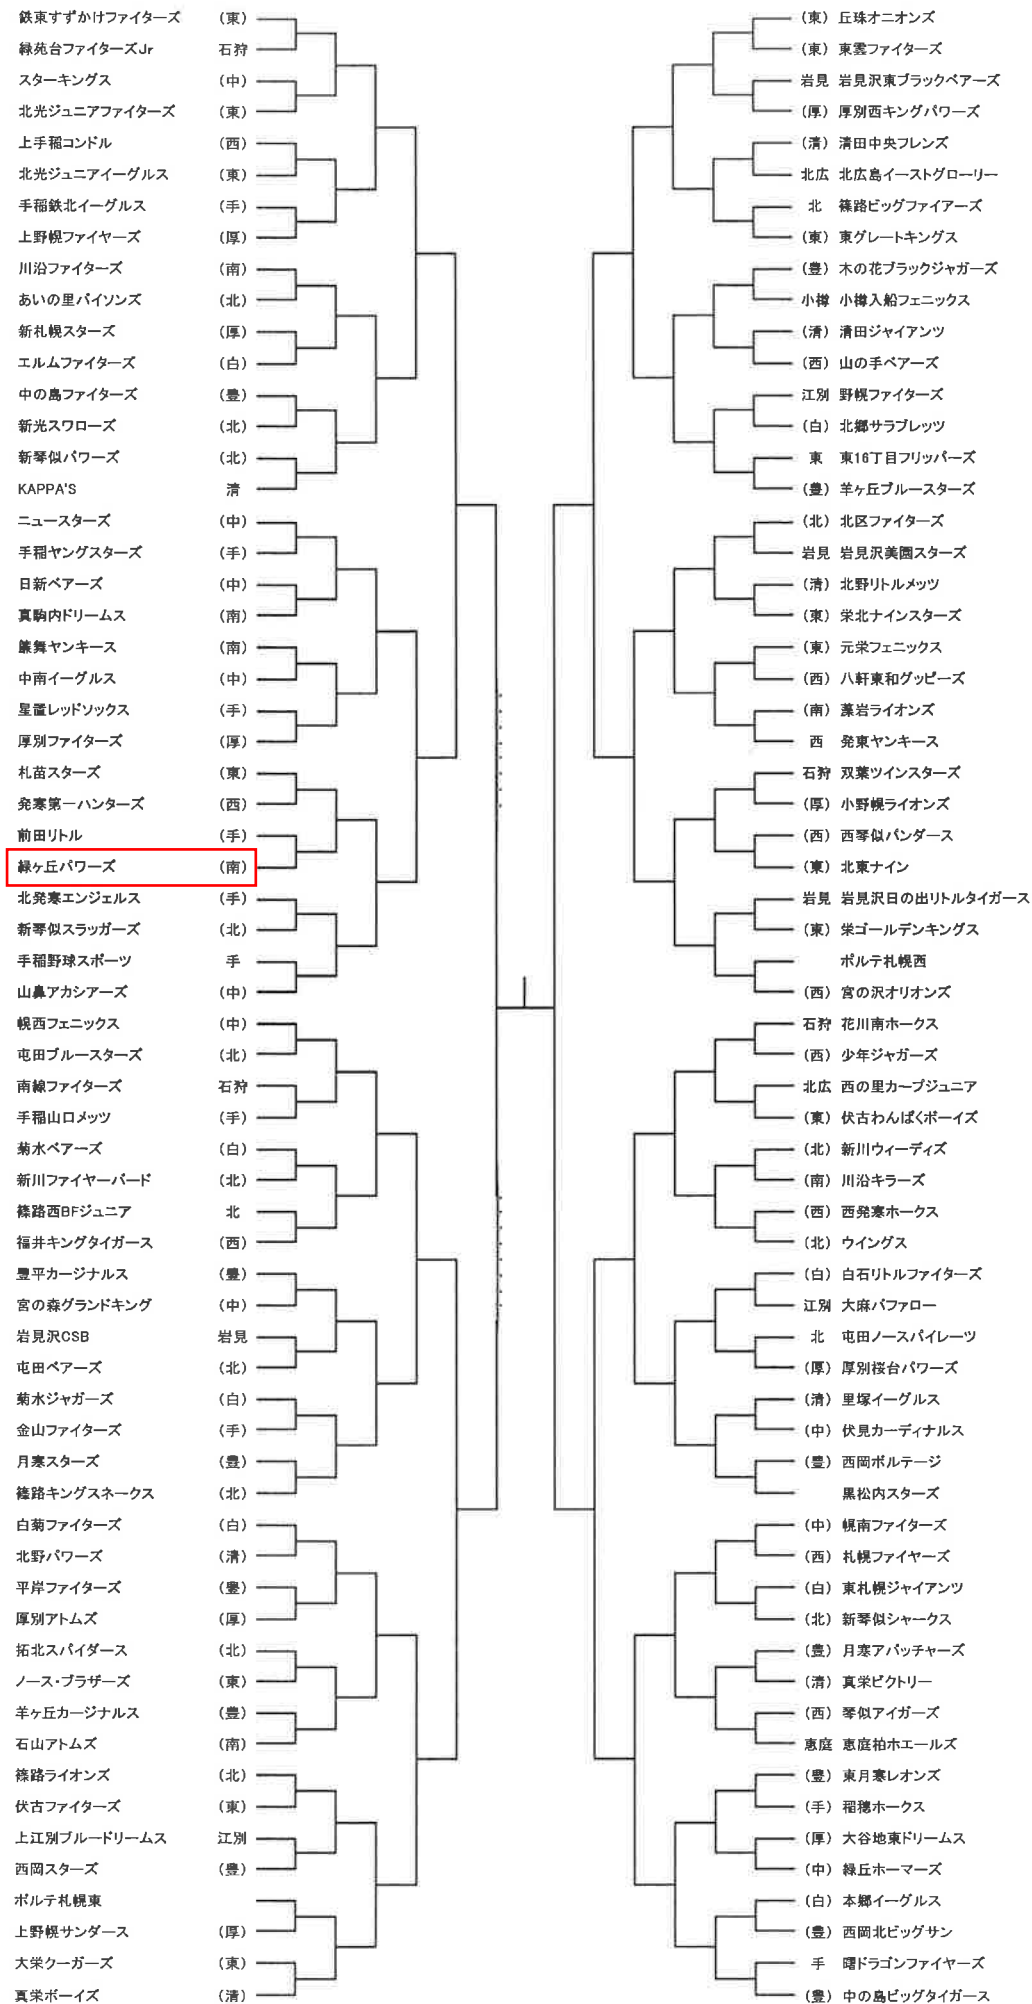 鉄東すずかけファイターズ (東)
緑苑台ファイターズJr 石狩
スターキングス (中)
北光ジュニアファイターズ (東)
上手稲コンドル (西)
北光ジュニアイーグルス (東)
手稲鉄北イーグルス (手)
上野幌ファイヤーズ (厚)
川沿ファイターズ (南)
あいの里バイソンズ (北)
新札幌スターズ (厚)
エルムファイターズ (白)
中の島ファイターズ (豊)
新光スワローズ (北)
新琴似パワーズ (北)
KAPPA'S 清
ニュースターズ (中)
手稲ヤングスターズ (手)
日新ベアーズ (中)
真駒内ドリームス (南)
簾舞ヤンキース (南)
中南イーグルス (中)
星置レッドソックス (手)
厚別ファイターズ (厚)
札苗スターズ (東)
発寒第一ハンターズ (西)
前田リトル (手)
緑ヶ丘パワーズ (南)
北発寒エンジェルス (手)
新琴似スラッガーズ (北)
手稲野球スポーツ 手
山鼻アカシアーズ (中)
幌西フェニックス (中)
屯田ブルースターズ (北)
南線ファイターズ 石狩
手稲山口メッツ (手)
菊水ベアーズ (白)
新川ファイヤーバード (北)
篠路西BFジュニア 北
福井キングタイガース (西)
豊平カージナルス (豊)
宮の森グランドキング (中)
岩見沢CSB 岩見
屯田ベアーズ (北)
菊水ジャガーズ (白)
金山ファイターズ (手)
月寒スターズ (豊)
篠路キングスネークス (北)
白菊ファイターズ (白)
北野パワーズ (清)
平岸ファイターズ (豊)
厚別アトムズ (厚)
拓北スパイダース (北)
ノース・ブラザーズ (東)
羊ヶ丘カージナルス (豊)
石山アトムズ (南)
篠路ライオンズ (北)
伏古ファイターズ (東)
上江別ブルードリームス 江別
西岡スターズ (豊)
ポルテ札幌東
上野幌サンダース (厚)
大栄クーガーズ (東)
真栄ボーイズ (清)
(東) 丘珠オニオンズ
(東) 東雲ファイターズ
岩見 岩見沢東ブラックベアーズ
(厚) 厚別西キングパワーズ
(清) 清田中央フレンズ
北広 北広島イーストグローリー
北 篠路ビッグファイアーズ
(東) 東グレートキングス
(豊) 木の花ブラックジャガーズ
小樽 小樽入船フェニックス
(清) 清田ジャイアンツ
(西) 山の手ベアーズ
江別 野幌ファイターズ
(白) 北郷サラブレッツ
東 東16丁目フリッパーズ
(豊) 羊ヶ丘ブルースターズ
(北) 北区ファイターズ
岩見 岩見沢美園スターズ
(清) 北野リトルメッツ
(東) 栄北ナインスターズ
(東) 元栄フェニックス
(西) 八軒東和グッピーズ
(南) 藻岩ライオンズ
西 発東ヤンキース
石狩 双葉ツインスターズ
(厚) 小野幌ライオンズ
(西) 西琴似パンダース
(東) 北東ナイン
岩見 岩見沢日の出リトルタイガース
(東) 栄ゴールデンキングス
ポルテ札幌西
(西) 宮の沢オリオンズ
石狩 花川南ホークス
(西) 少年ジャガーズ
北広 西の里カープジュニア
(東) 伏古わんぱくボーイズ
(北) 新川ウィーディズ
(南) 川沿キラーズ
(西) 西発寒ホークス
(北) ウイングス
(白) 白石リトルファイターズ
江別 大麻バファロー
北 屯田ノースパイレーツ
(厚) 厚別桜台パワーズ
(清) 里塚イーグルス
(中) 伏見カーディナルス
(豊) 西岡ボルテージ
黒松内スターズ
(中) 幌南ファイターズ
(西) 札幌ファイヤーズ
(白) 東札幌ジャイアンツ
(北) 新琴似シャークス
(豊) 月寒アパッチャーズ
(清) 真栄ビクトリー
(西) 琴似アイガーズ
恵庭 恵庭柏ホエールズ
(豊) 東月寒レオンズ
(手) 稲穂ホークス
(厚) 大谷地東ドリームス
(中) 緑丘ホーマーズ
(白) 本郷イーグルス
(豊) 西岡北ビッグサン
手 曙ドラゴンファイヤーズ
(豊) 中の島ビッグタイガース